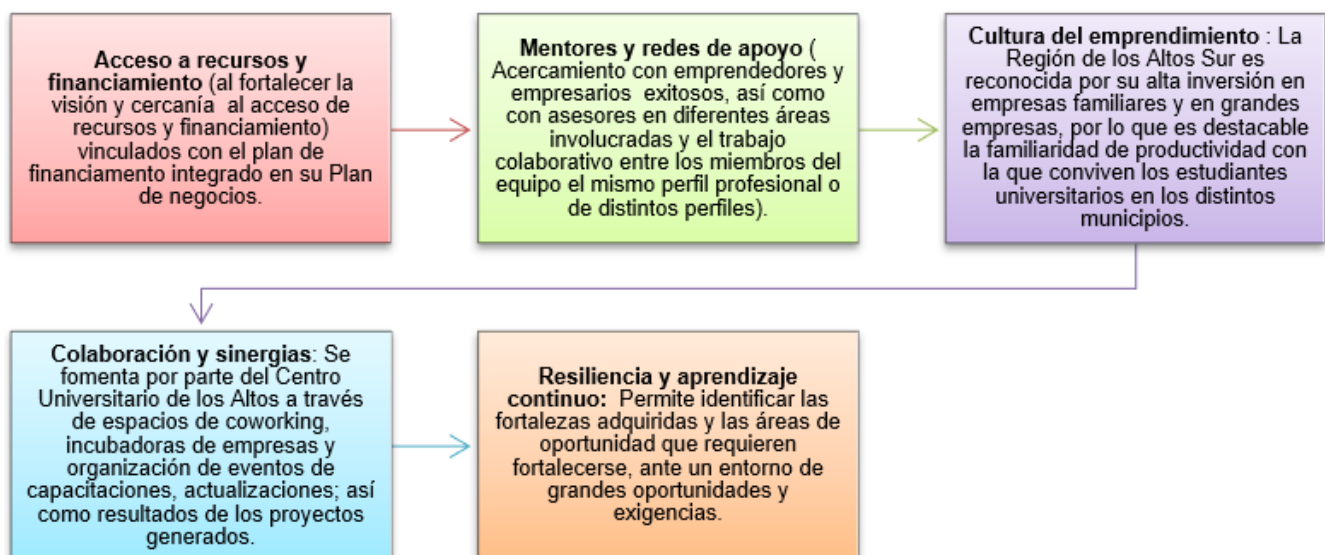 Acceso a recursos y
financiamiento (al fortalecer la
visión y cercanía al acceso de
recursos y financiamiento)
vinculados con el plan de
financimento integrado en su Plan
de negocios.
Mentores y redes de apoyo (
Acercamiento con emprendedores y
empresarios exitosos, así como
con asesores en diferentes áreas
involucradas y el trabajo
colaborativo entre los miembros del
equipo el mismo perfil profesional o
de distintos perfiles).
Cultura del emprendimiento : La
Región de los Altos Sur es
reconocida por su alta inversión en
empresas familiares y en grandes
empresas, por lo que es destacable
la familiaridad de productividad con
la que conviven los estudiantes
universitarios en los distintos
municipios.
Colaboración y sinergias: Se
fomenta por parte del Centro
Universitario de los Altos a través
de espacios de coworking,
incubadoras de empresas y
organización de eventos de
capacitaciones, actualizaciones; así
como resultados de los proyectos
generados.
Resiliencia y aprendizaje
continuo: Permite identificar las
fortalezas adquiridas y las áreas de
oportunidad que requieren
fortalecerse, ante un entorno de
grandes oportunidades y
exigencias.